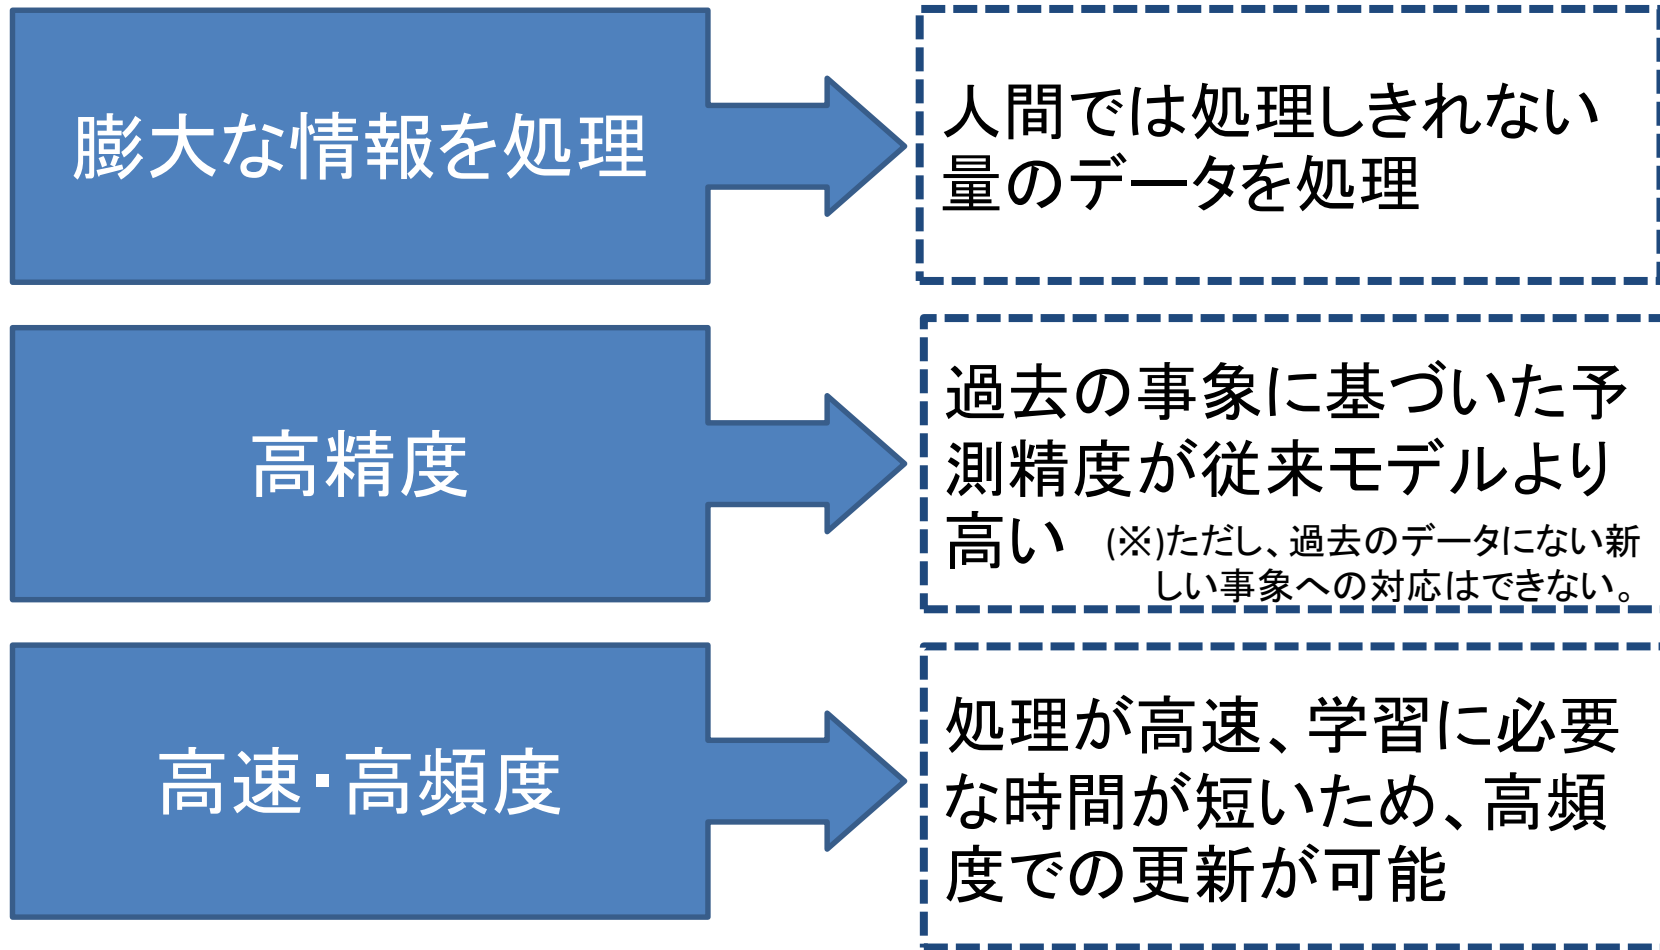 膨大な情報を処理
人間では処理しきれない
量のデータを処理
高精度
過去の事象に基づいた予
測精度が従来モデルより
高い (※)ただし、過去のデータにない新
しい事象への対応はできない。
高速・高頻度
処理が高速、学習に必要
な時間が短いため、高頻
度での更新が可能